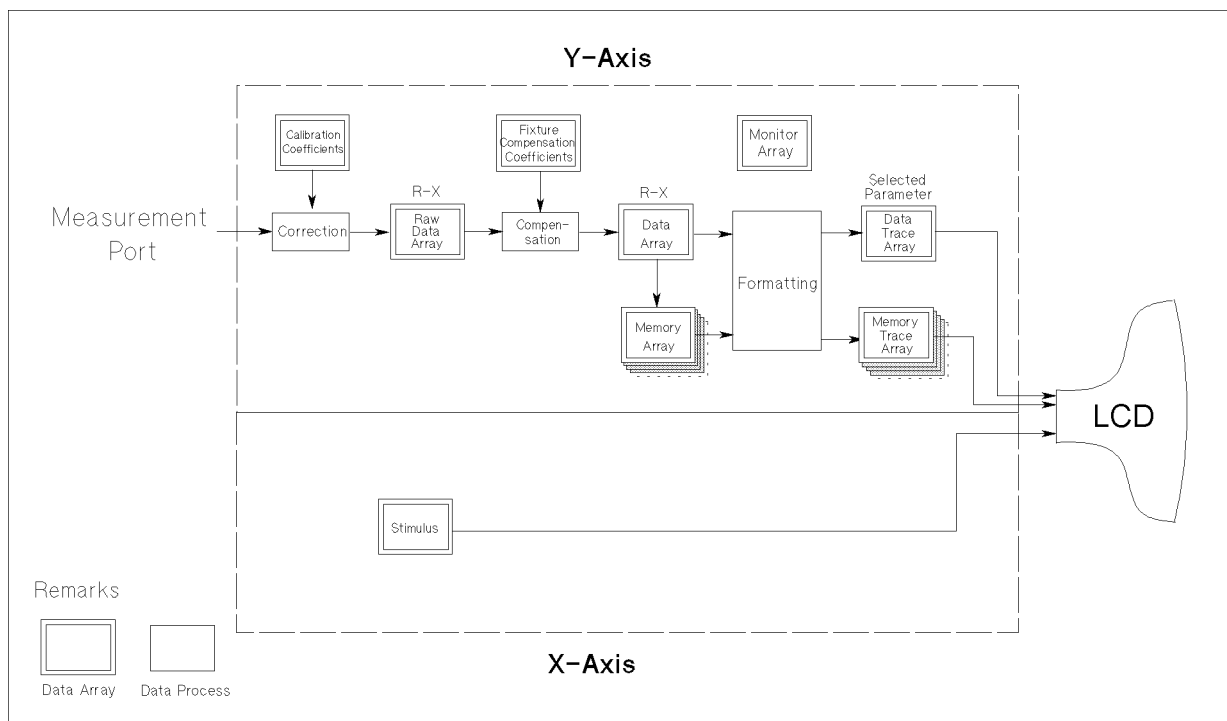 Y-Axis
Calibration
Coefficients
Fixture
Compensation
Coefficients
Monitor
Array
R-X
R-X
Selected
Parameter
Measurement
Port
Correction
Raw
Data
Array
Compen-
sation
Data
Array
Formatting
Data
Trace
Array
Memory
Array
Memory
Trace
Array
LCD
Stimulus
Remarks
Data Array
Data Process
X-Axis